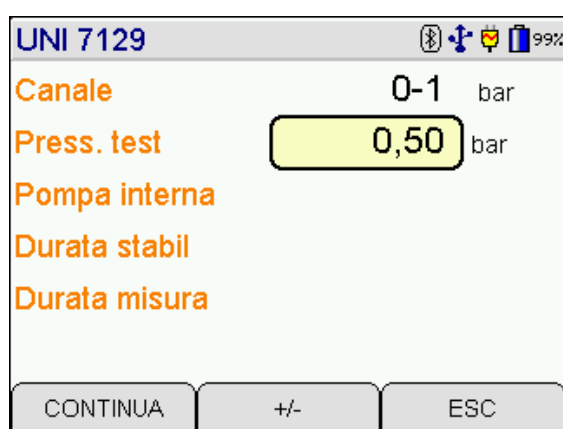 UNI 7129 99%
Canale 0-1 bar
Press. test 0,50 bar
Pompa interna
Durata stabil
Durata misura
CONTINUA +/- ESC